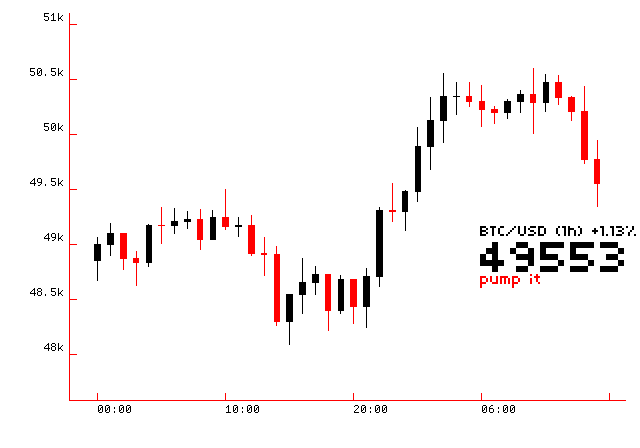 51k
50.5k
50k
49.5k
49k
48.5k
48k
BTC/USD (1h) +1.13%
49553
pump it
00:00 10:00 20:00 06:00